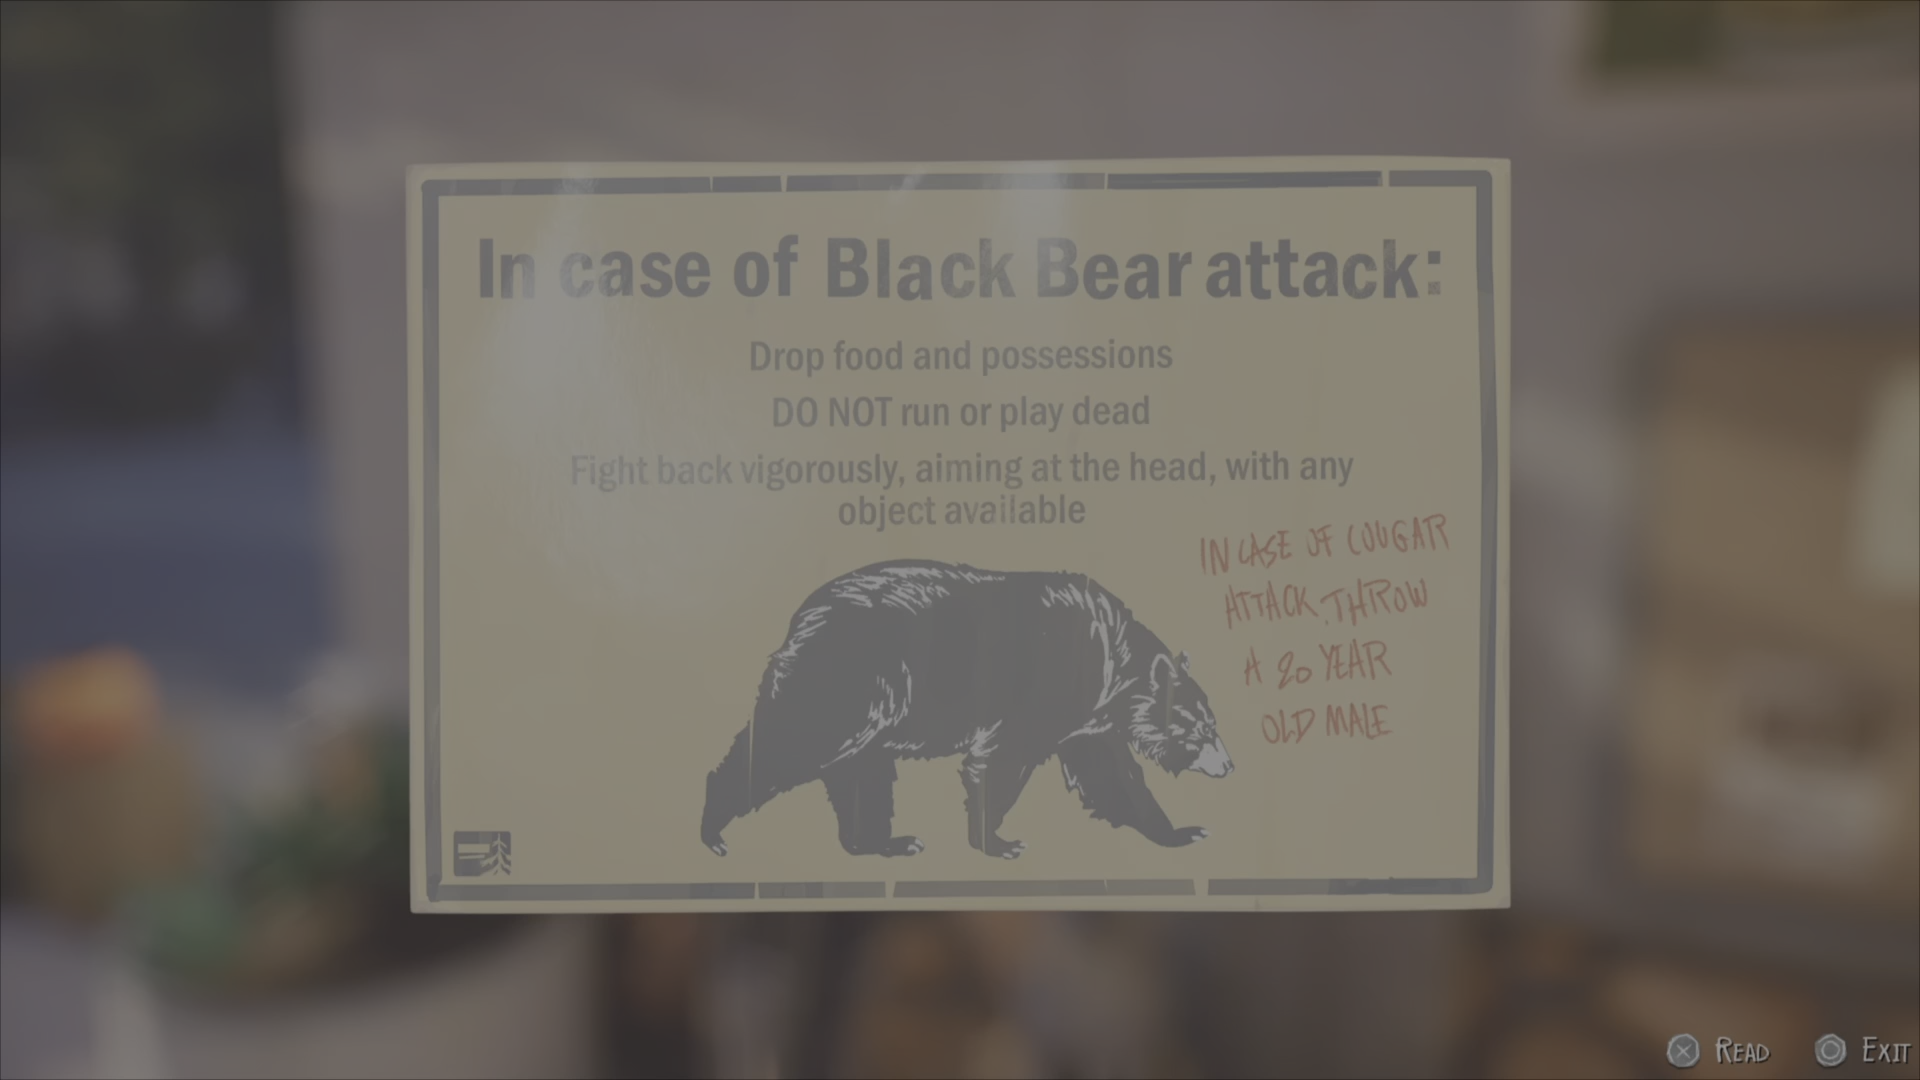 In case of Black Bear attack:
Drop food and possessions
DO NOT run or play dead
Fight back vigorously, aiming at the head, with any
object available
IN CASE OF COUGAR
ATTACK, THROW
A 20 YEAR
OLD MALE
READ EXIT